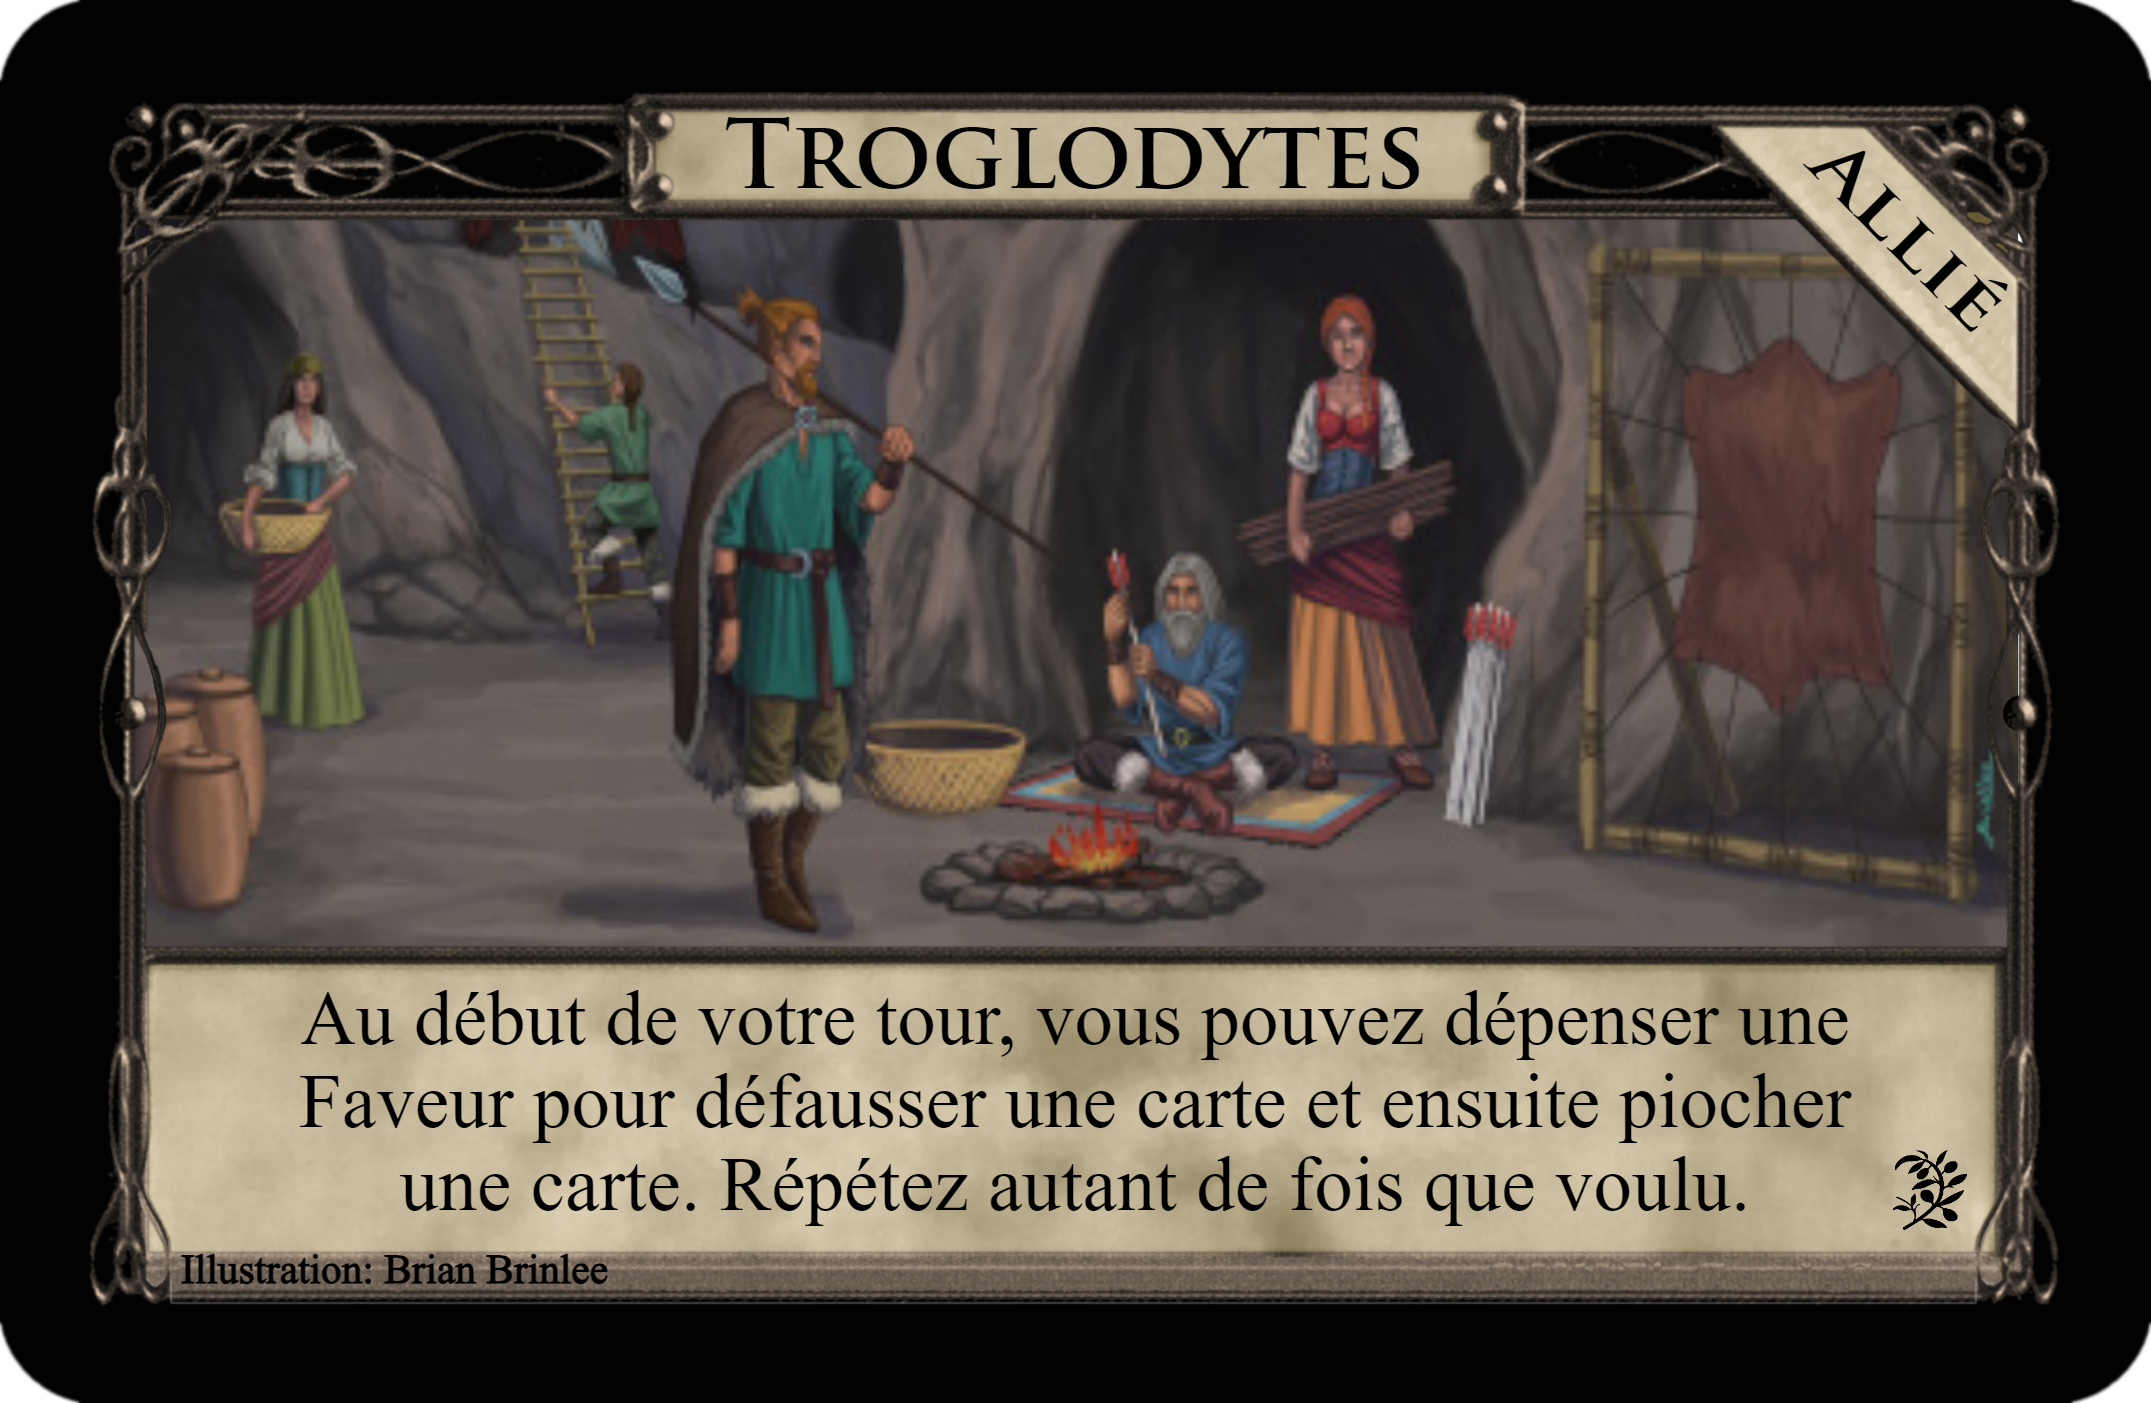 TROGLODYTES
ALLIÉ
Au début de votre tour, vous pouvez dépenser une
Faveur pour défausser une carte et ensuite piocher
une carte. Répétez autant de fois que voulu.
Illustration: Brian Brinlee